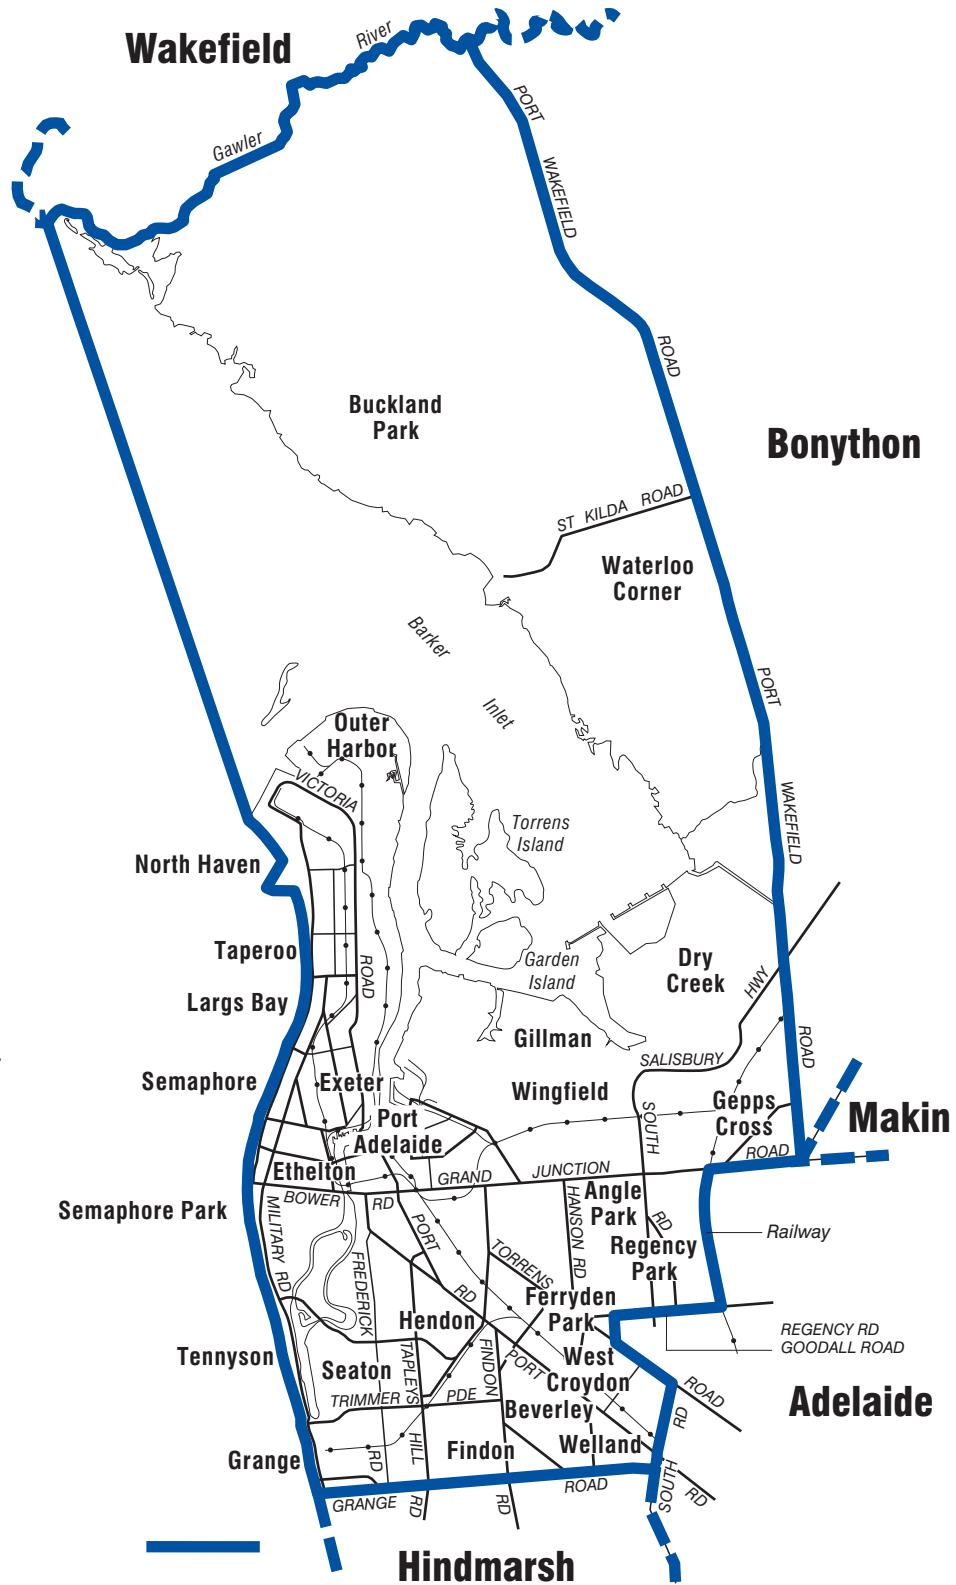 Wakefield
River
Gawler
PORT
WAKEFIELD
ROAD
Buckland
Park
Bonython
ST KILDA ROAD
Waterloo
Corner
Barker
Inlet
PORT
WAKEFIELD
ROAD
Outer
Harbor
VICTORIA
ROAD
Torrens
Island
North Haven
Taperoo
Garden
Island
Dry
Creek
Largs Bay
Gillman
SALISBURY
HWY
Semaphore
Exeter
Wingfield
SOUTH
RD
Gepps
Cross
Makin
Port
Adelaide
Ethelton
GRAND
JUNCTION
ROAD
BOWER
RD
Semaphore Park
MILITARY RD
PORT
RD
HANSON RD
Angle
Park
Railway
Regency
Park
FREDERICK
RD
TORRENS
ROAD
Ferryden
Park
Hendon
REGENCY RD
GOODALL ROAD
Tennyson
Seaton
TAPLEYS
HILL
RD
FINDON
RD
PORT
RD
West
Croydon
TRIMMER
PDE
Beverley
Adelaide
Grange
Findon
Welland
SOUTH
RD
GRANGE
ROAD
Hindmarsh